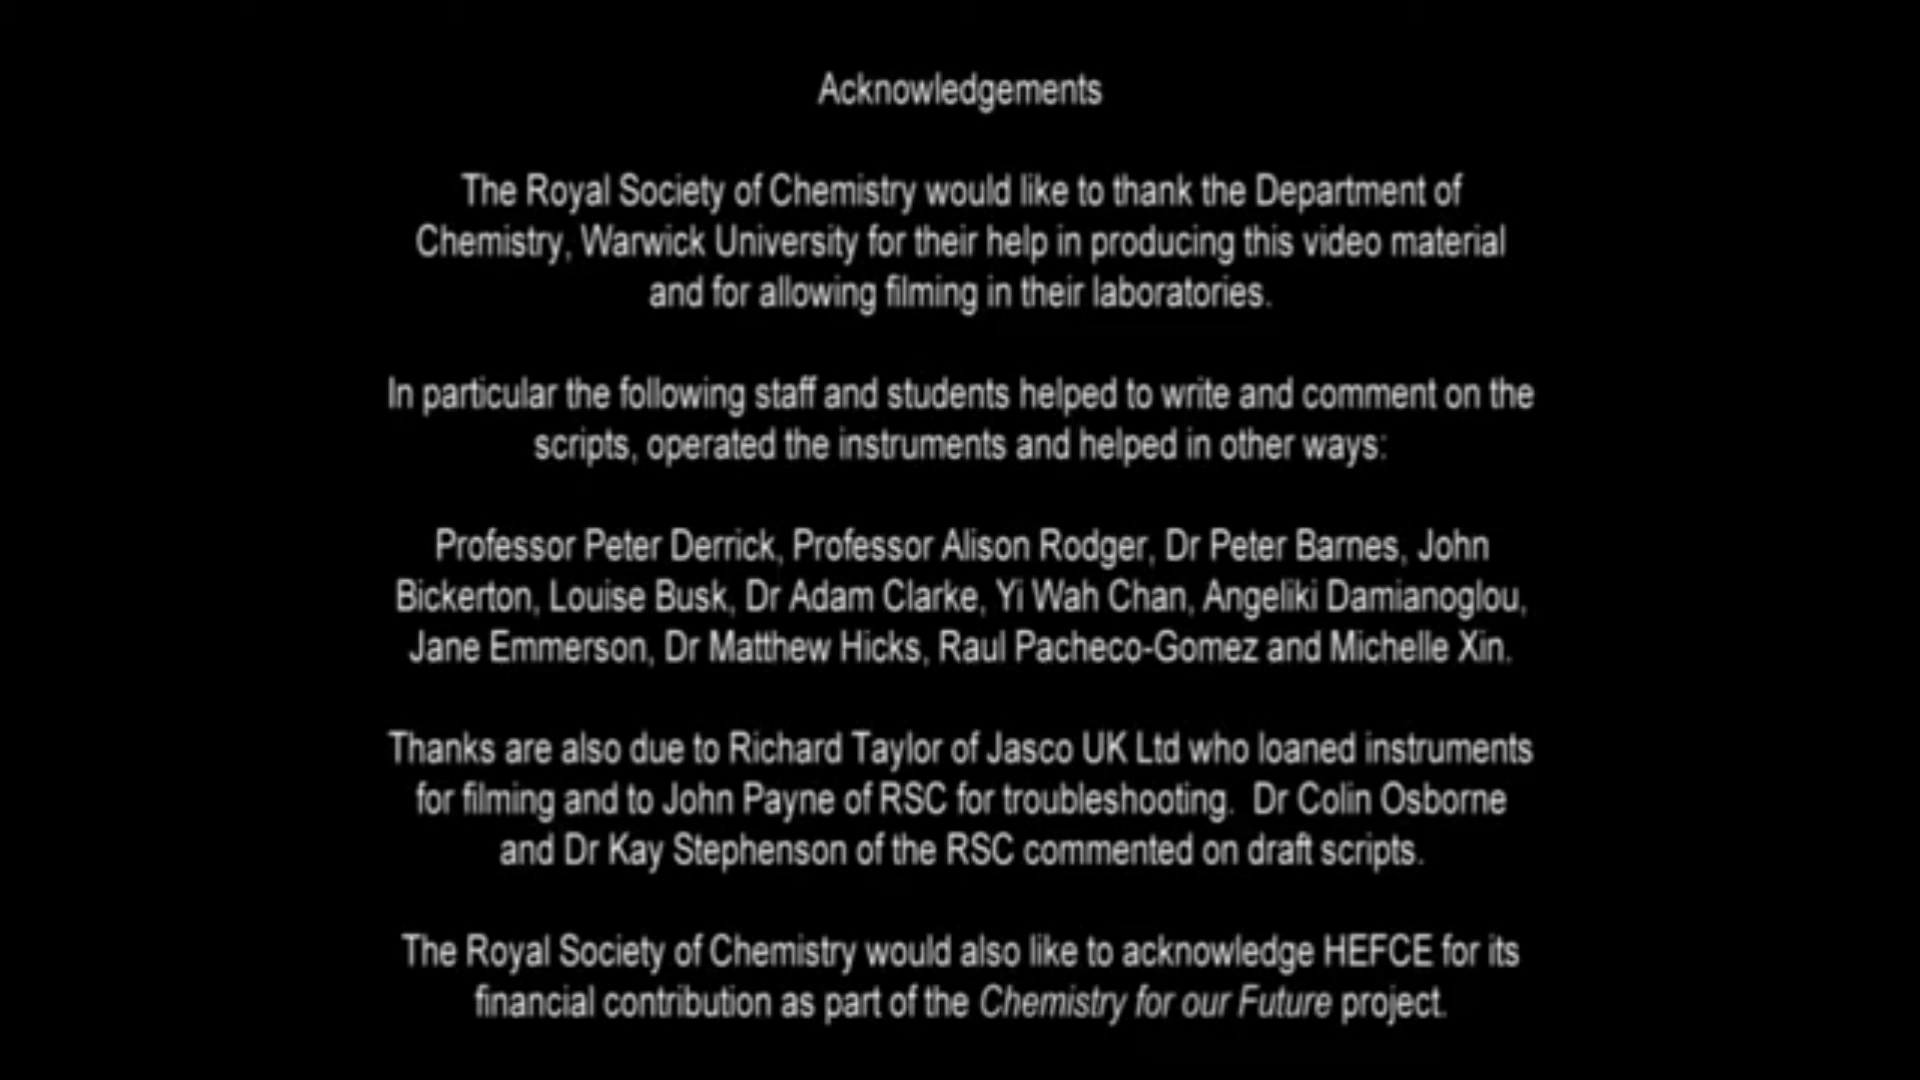 Acknowledgements
The Royal Society of Chemistry would like to thank the Department of
Chemistry, Warwick University for their help in producing this video material
and for allowing filming in their laboratories.
In particular the following staff and students helped to write and comment on the
scripts, operated the instruments and helped in other ways:
Professor Peter Derrick, Professor Alison Rodger, Dr Peter Barnes, John
Bickerton, Louise Busk, Dr Adam Clarke, Yi Wah Chan, Angeliki Damianoglou,
Jane Emmerson, Dr Matthew Hicks, Raul Pacheco-Gomez and Michelle Xin.
Thanks are also due to Richard Taylor of Jasco UK Ltd who loaned instruments
for filming and to John Payne of RSC for troubleshooting.  Dr Colin Osborne
and Dr Kay Stephenson of the RSC commented on draft scripts.
The Royal Society of Chemistry would also like to acknowledge HEFCE for its
financial contribution as part of the Chemistry for our Future project.